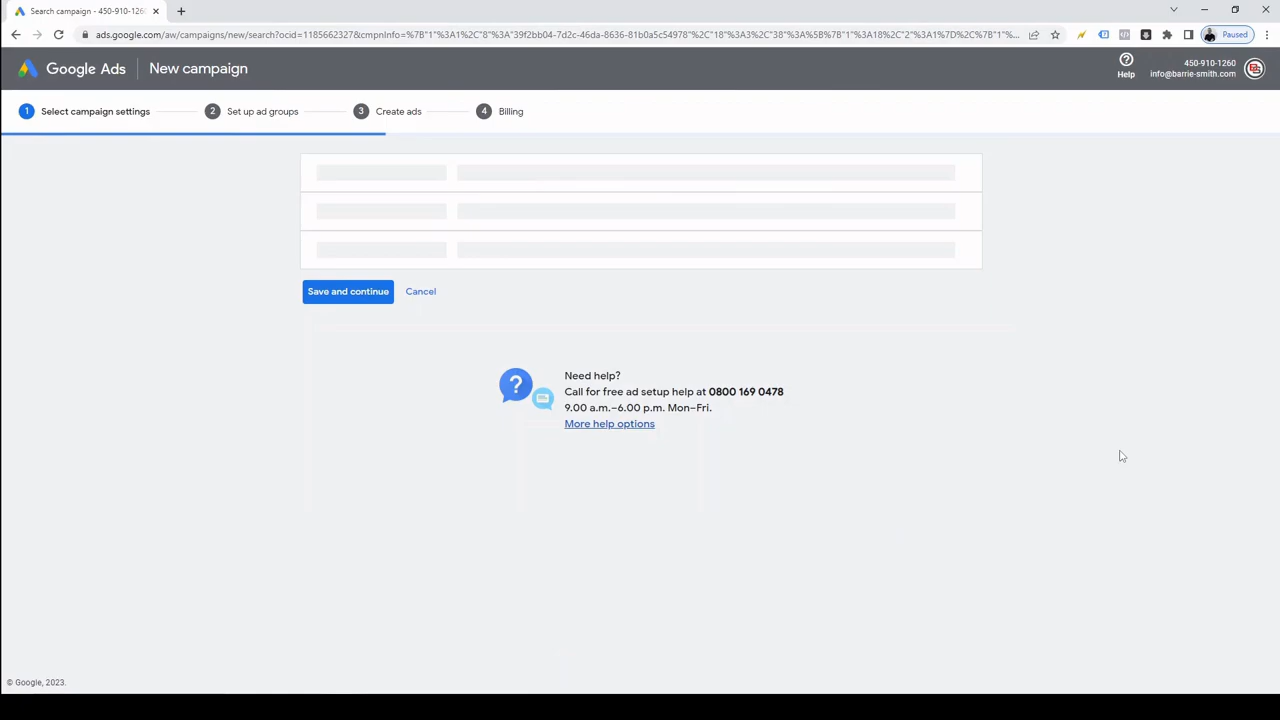 Search campaign - 450-910-126
ads.google.com/aw/campaigns/new/search?ocid=1185662327&cmpnInfo=%7B"1"%3A1%2C"8"%3A"39f2bb04-7d2c-46da-8636-81b0a5c54978"%2C"18"%3A3%2C"38"%3A%5B"1"%3A18%2C"2"%3A1%7D%2C%7B"1"%...
Paused
Google Ads
New campaign
Help
450-910-1260
info@barrie-smith.com
1 Select campaign settings
2 Set up ad groups
3 Create ads
4 Billing
Save and continue
Cancel
Need help?
Call for free ad setup help at 0800 169 0478
9.00 a.m.–6.00 p.m. Mon–Fri.
More help options
© Google, 2023.